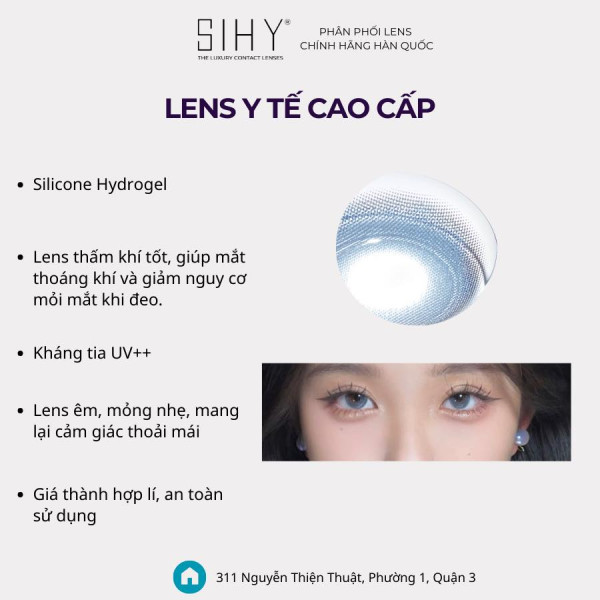 SIHY®
THE LUXURY CONTACT LENSES
PHÂN PHỐI LENS
CHÍNH HÃNG HÀN QUỐC
LENS Y TẾ CAO CẤP
• Silicone Hydrogel
• Lens thấm khí tốt, giúp mắt
thoáng khí và giảm nguy cơ
mỏi mắt khi đeo.
• Kháng tia UV++
• Lens êm, mỏng nhẹ, mang
lại cảm giác thoải mái
• Giá thành hợp lí, an toàn
sử dụng
311 Nguyễn Thiện Thuật, Phường 1, Quận 3